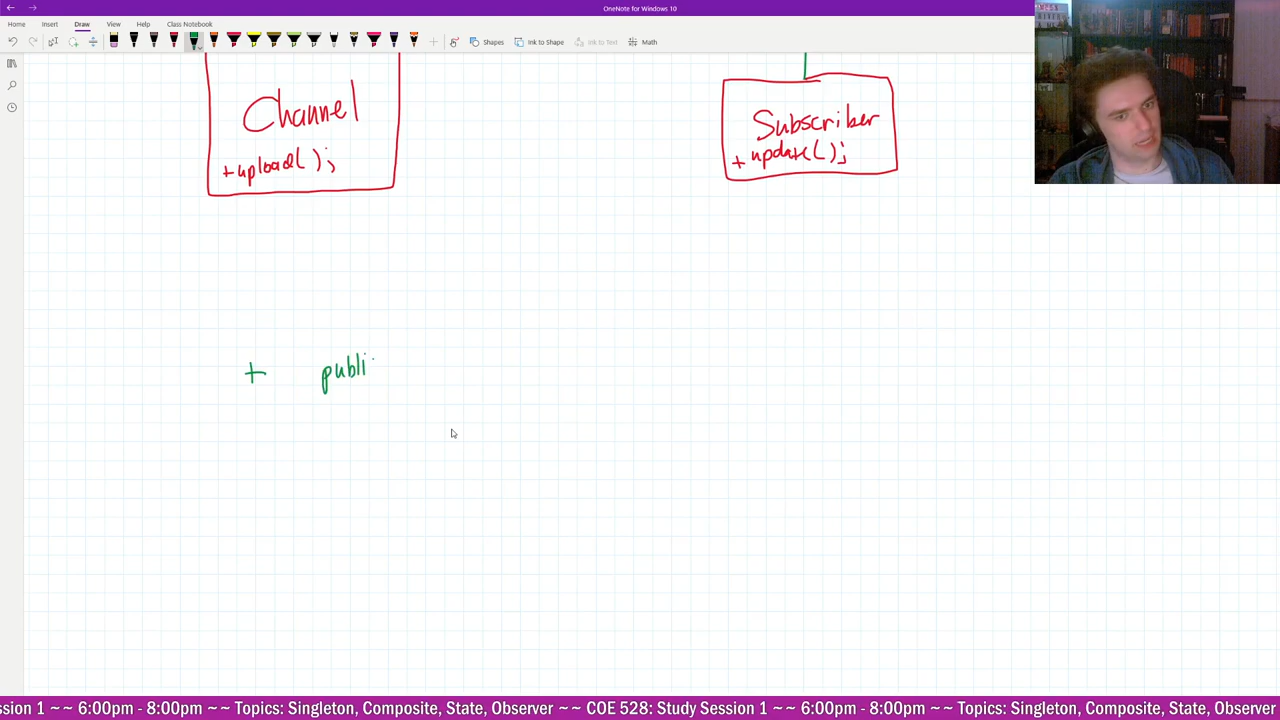 OneNote for Windows 10
Home Insert Draw View Help Class Notebook
Shapes Ink to Shape Ink to Text Math
Channel
+upload();
Subscriber
+update();
+ publi
ssion 1 ~~ 6:00pm - 8:00pm ~~ Topics: Singleton, Composite, State, Observer ~~ COE 528: Study Session 1 ~~ 6:00pm - 8:00pm ~~ Topics: Singleton, Composite, State, Observer